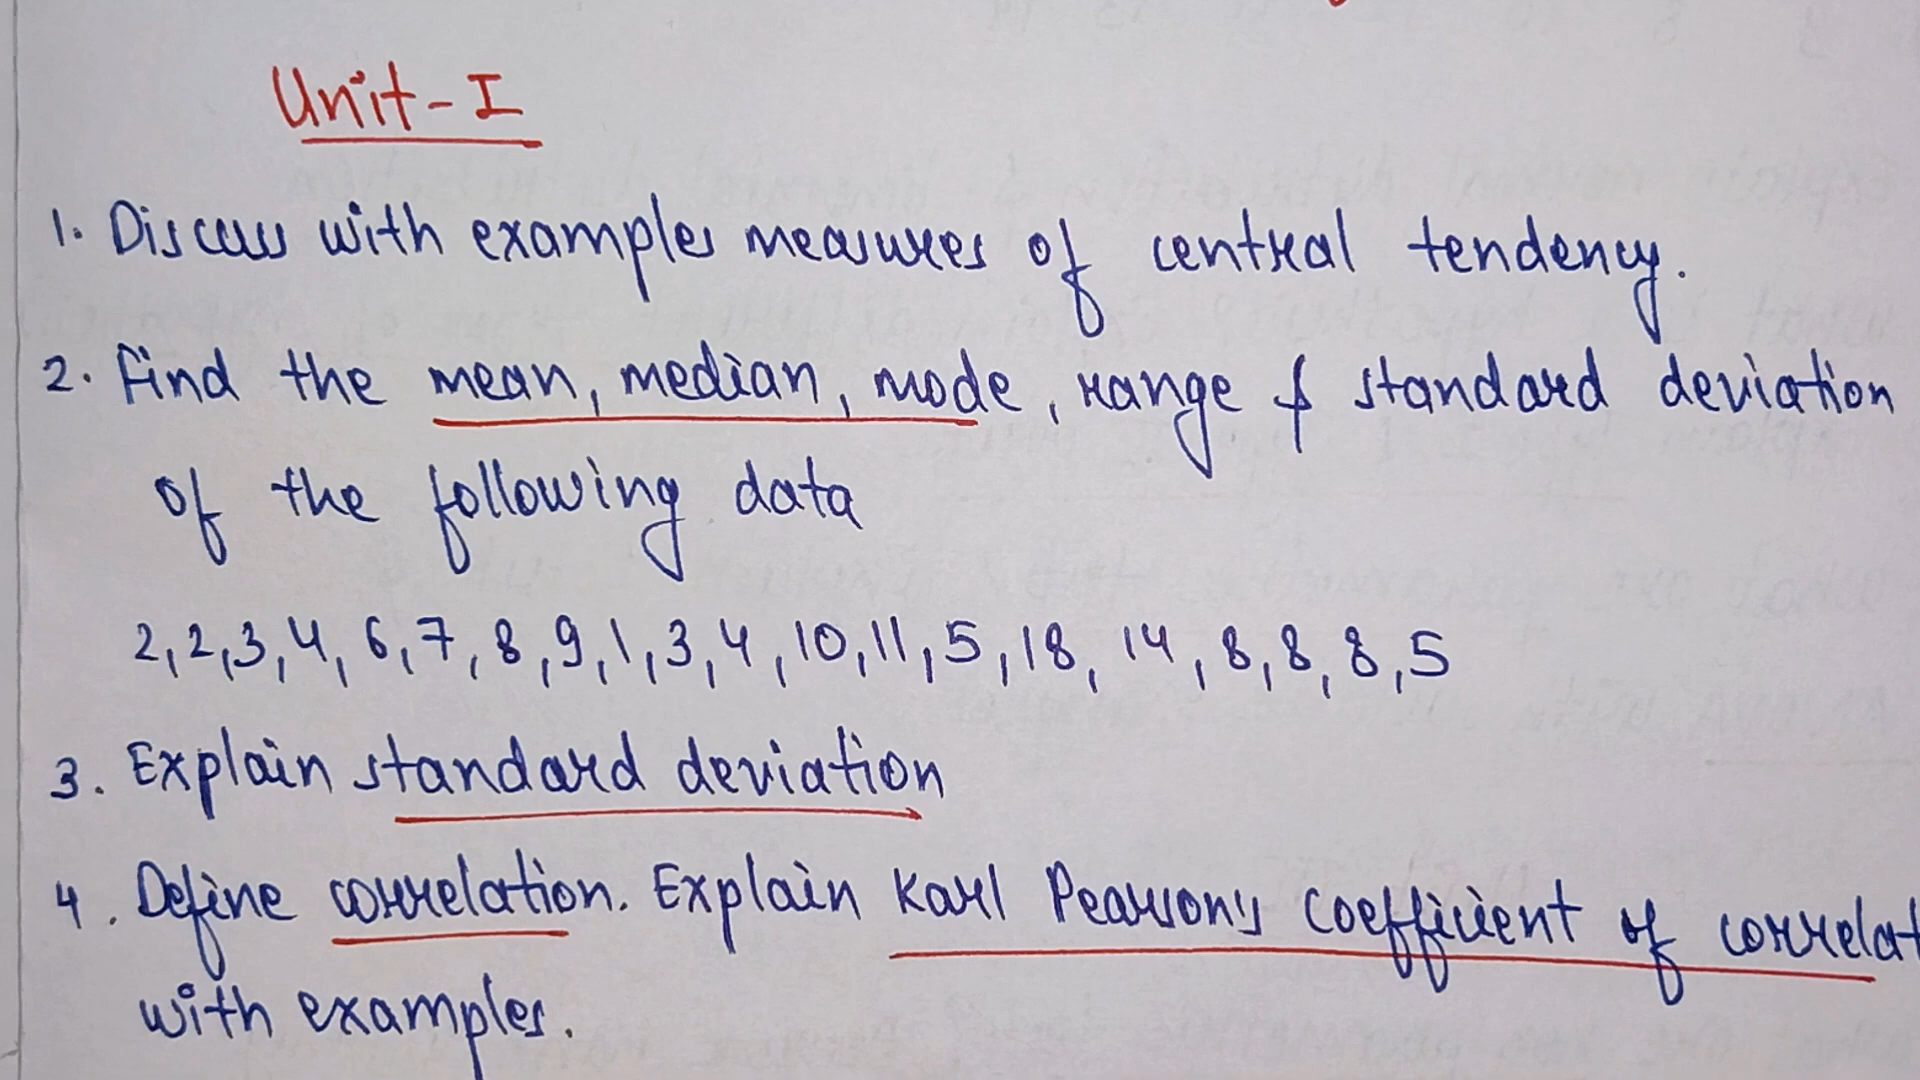 Unit-I
1. Discuss with examples measures of central tendency.
2. Find the mean, median, mode, range & standard deviation
of the following data
2,2,3,4,6,7,8,9,1,3,4,10,11,5,18,14,8,8,8,5
3. Explain standard deviation
4. Define correlation. Explain Karl Pearson's coefficient of correlat
with examples.